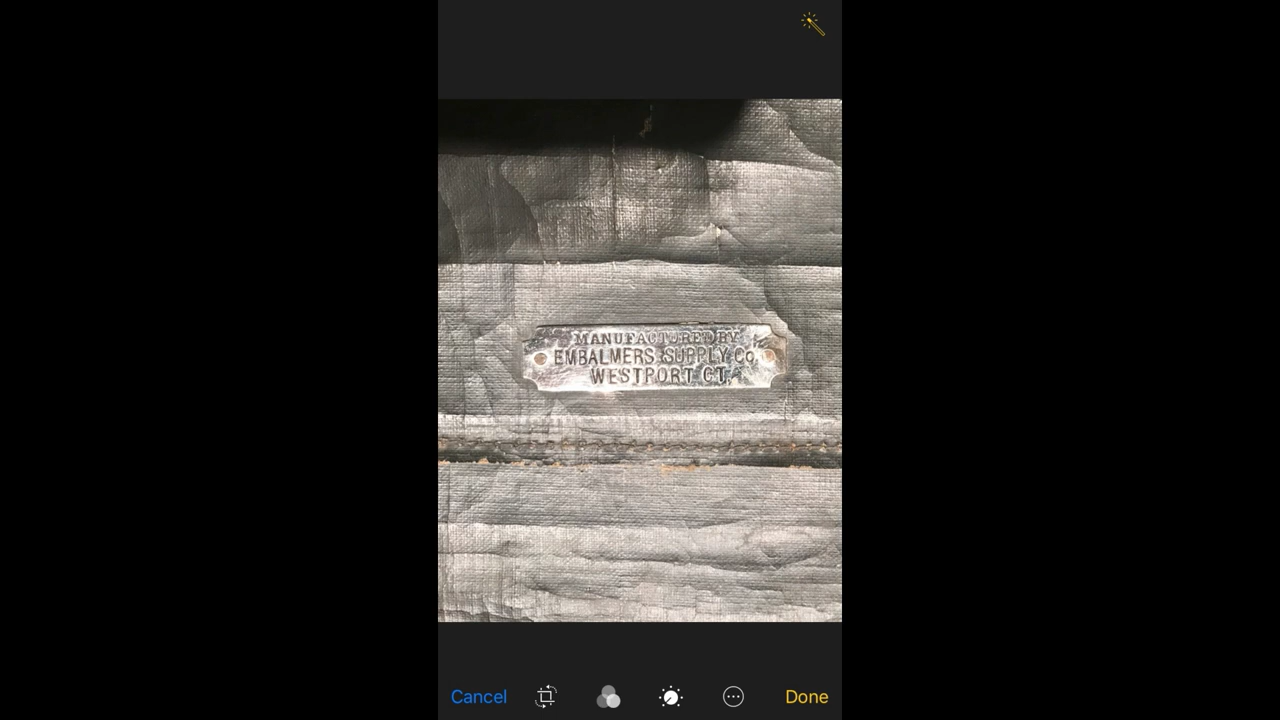 MANUFACTURED BY
EMBALMERS SUPPLY Co.
WESTPORT CT.
Cancel
Done